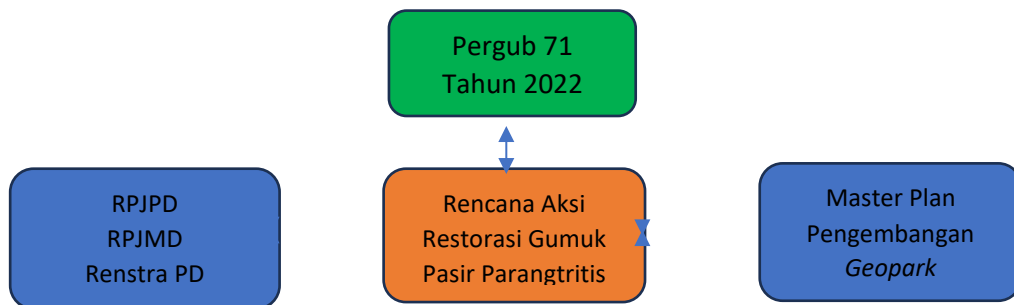 Pergub 71
Tahun 2022
RPJPD
RPJMD
Renstra PD
Rencana Aksi
Restorasi Gumuk
Pasir Parangtritis
Master Plan
Pengembangan
Geopark